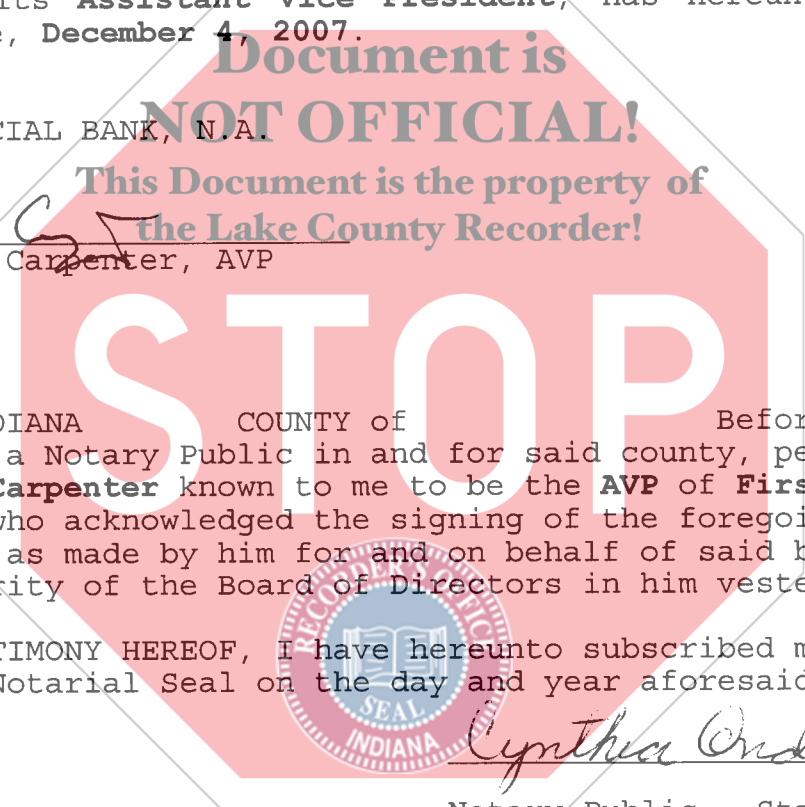 its Assistant Vice President, has hereun
e, December 4, 2007.
Document is
NOT OFFICIAL!
CIAL BANK, N.A.
This Document is the property of
the Lake County Recorder!
Carpenter, AVP
STOP
DIANA COUNTY of Befor
a Notary Public in and for said county, pe
Carpenter known to me to be the AVP of Firs
who acknowledged the signing of the foregoi
as made by him for and on behalf of said b
rity of the Board of Directors in him veste
RECORDER'S OFFICE
TIMONY HEREOF, I have hereunto subscribed m
Notarial Seal on the day and year aforesaid
SEAL
INDIANA
Cynthia
Notary Public